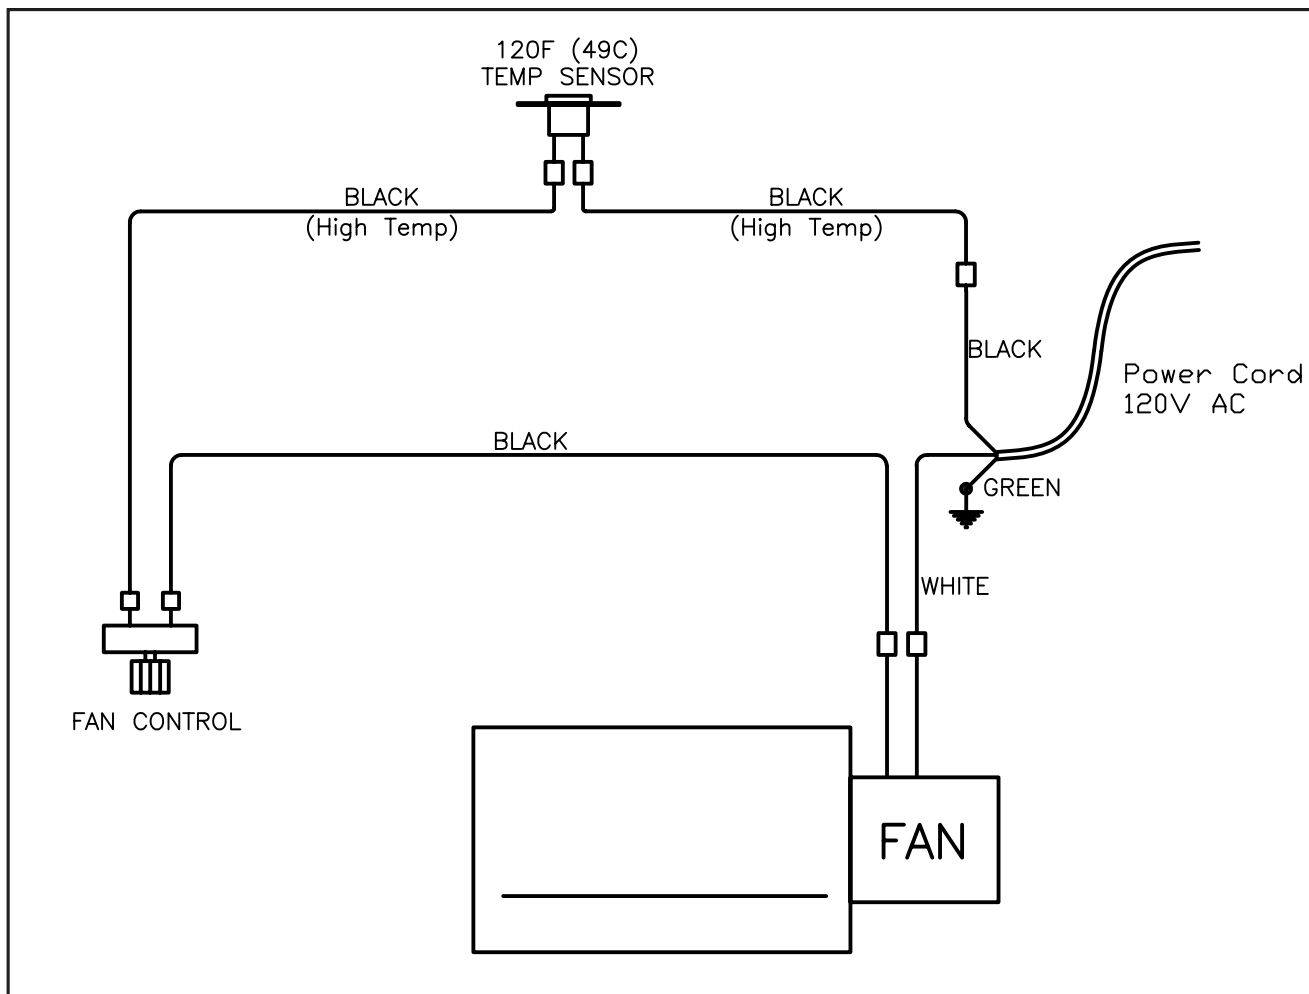 120F (49C)
TEMP SENSOR
BLACK
(High Temp)
BLACK
(High Temp)
BLACK
Power Cord
120V AC
BLACK
GREEN
WHITE
FAN CONTROL
FAN